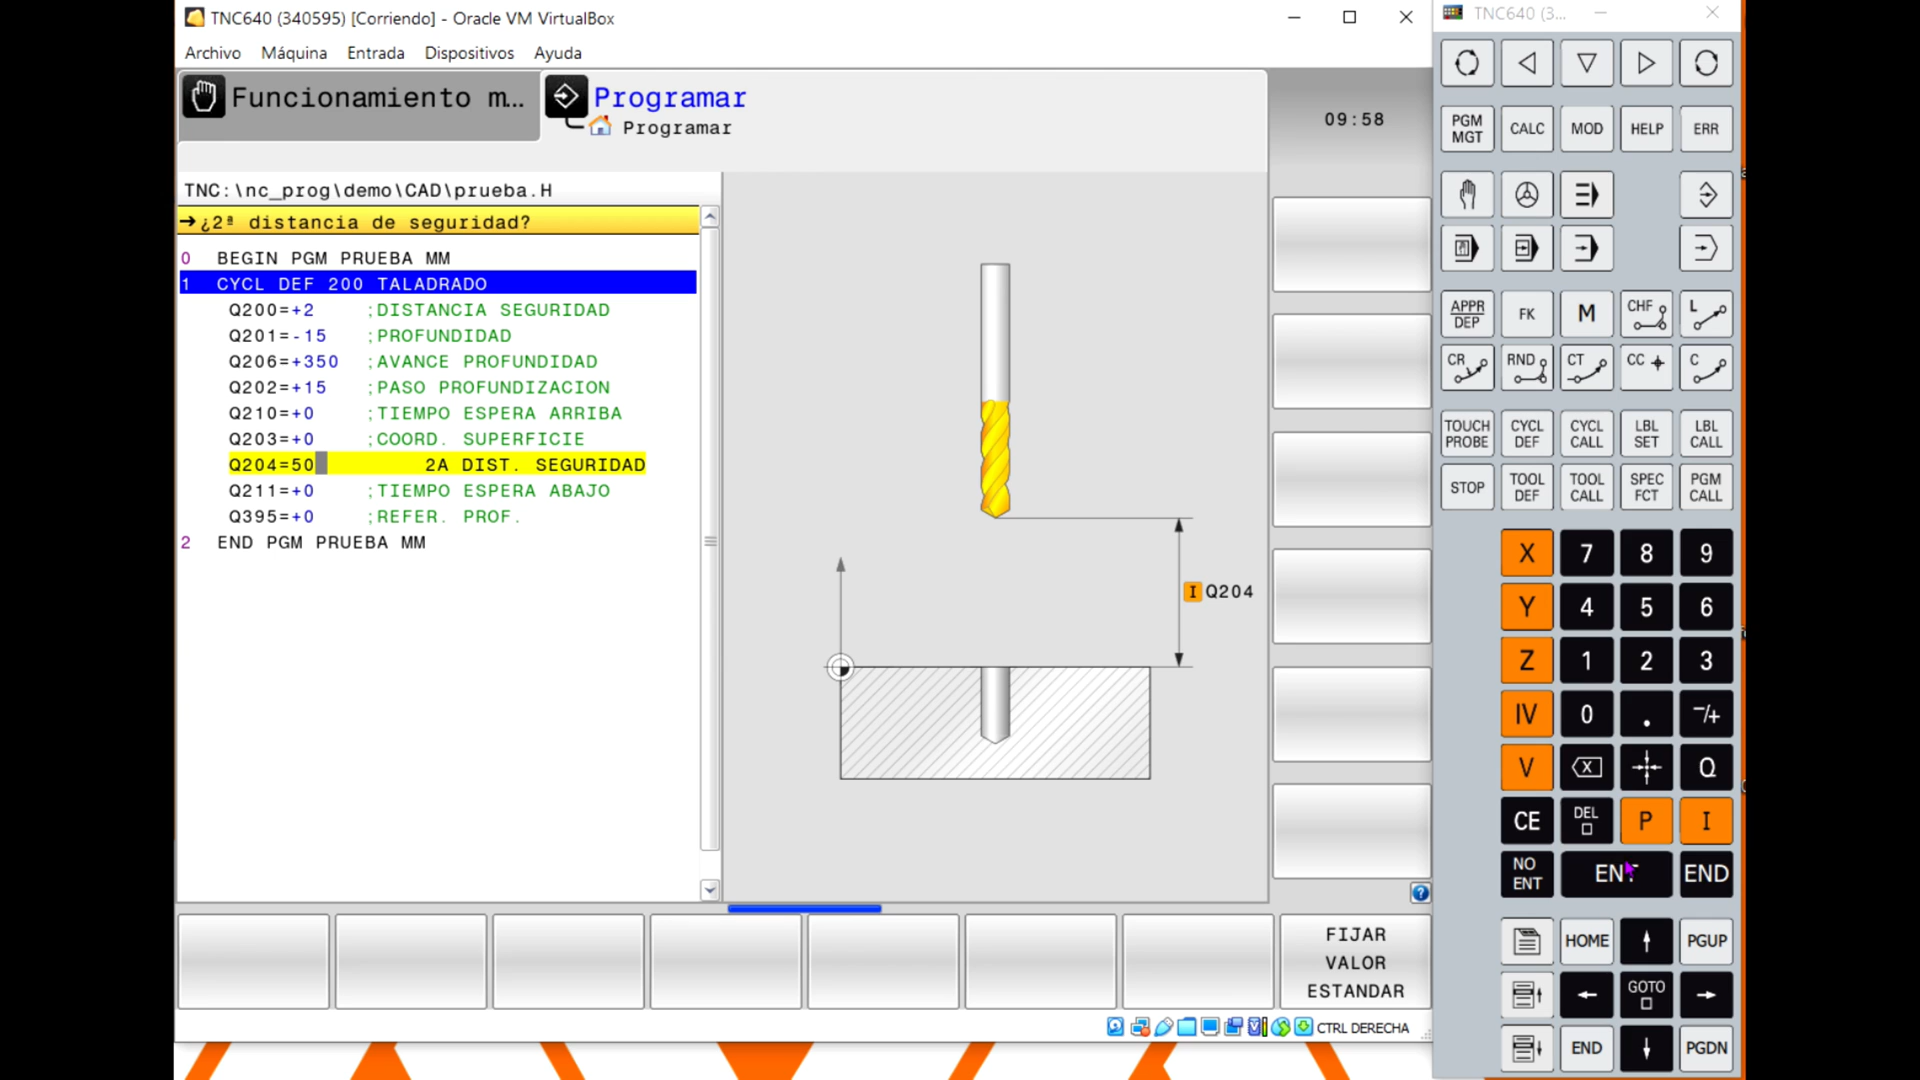 TNC640 (340595) [Corriendo] - Oracle VM VirtualBox
Archivo Máquina Entrada Dispositivos Ayuda
Funcionamiento m...
Programar
Programar
09:58
TNC:\nc_prog\demo\CAD\prueba.H
→¿2ª distancia de seguridad?
0 BEGIN PGM PRUEBA MM
1 CYCL DEF 200 TALADRADO
Q200=+2 ;DISTANCIA SEGURIDAD
Q201=-15 ;PROFUNDIDAD
Q206=+350 ;AVANCE PROFUNDIDAD
Q202=+15 ;PASO PROFUNDIZACION
Q210=+0 ;TIEMPO ESPERA ARRIBA
Q203=+0 ;COORD. SUPERFICIE
Q204=50 2A DIST. SEGURIDAD
Q211=+0 ;TIEMPO ESPERA ABAJO
Q395=+0 ;REFER. PROF.
2 END PGM PRUEBA MM
I Q204
FIJAR
VALOR
ESTANDAR
CTRL DERECHA
TNC640 (3...
PGM MGT CALC MOD HELP ERR
APPR DEP FK M CHF L
CR RND CT CC C
TOUCH PROBE CYCL DEF CYCL CALL LBL SET LBL CALL
STOP TOOL DEF TOOL CALL SPEC FCT PGM CALL
X 7 8 9
Y 4 5 6
Z 1 2 3
IV 0 . -/+
V X Q
CE DEL P I
NO ENT ENT END
HOME PGUP
GOTO
END PGDN